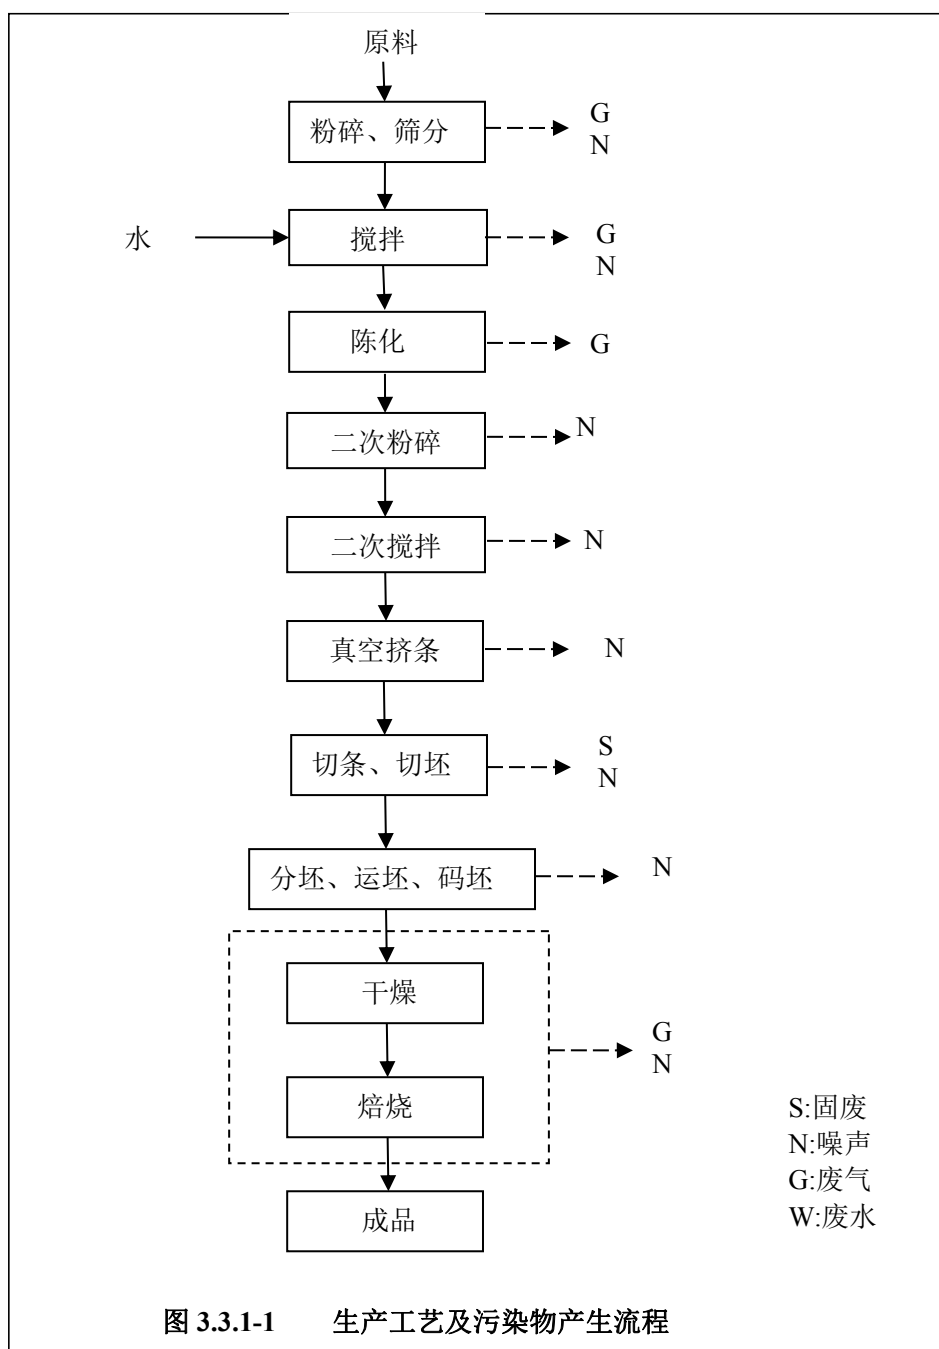 原料
粉碎、筛分
G
N
水
搅拌
G
N
陈化
G
二次粉碎
N
二次搅拌
N
真空挤条
N
切条、切坯
S
N
分坯、运坯、码坯
N
干燥
G
N
焙烧
成品
S:固废
N:噪声
G:废气
W:废水
图 3.3.1-1 生产工艺及污染物产生流程